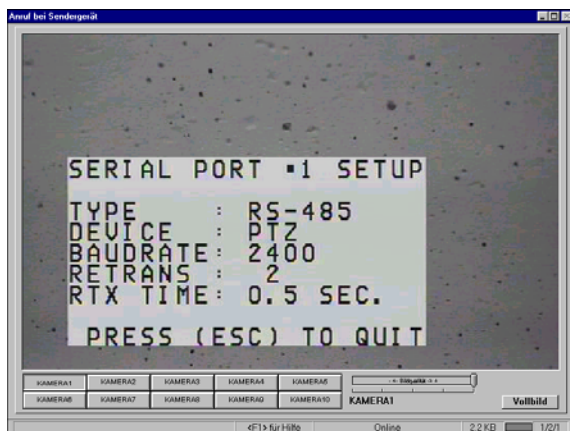 Anruf bei Sendergerät
SERIAL PORT ▪1 SETUP
TYPE : RS-485
DEVICE : PTZ
BAUDRATE: 2400
RETRANS : 2
RTX TIME: 0.5 SEC.
PRESS (ESC) TO QUIT
KAMERA1 KAMERA2 KAMERA3 KAMERA4 KAMERA5
KAMERA6 KAMERA7 KAMERA8 KAMERA9 KAMERA10
KAMERA1
Vollbild
<F1> für Hilfe Online 2.2 KB 1/2/1